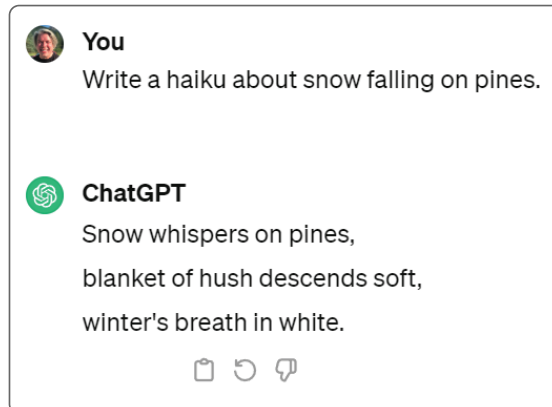 You
Write a haiku about snow falling on pines.
ChatGPT
Snow whispers on pines,
blanket of hush descends soft,
winter's breath in white.